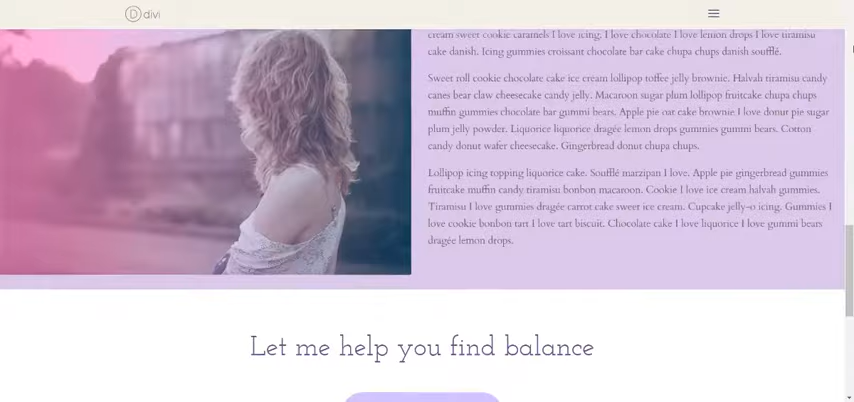 divi
cream sweet cookie caramels I love icing. I love chocolate I love lemon drops I love tiramisu
cake danish. Icing gummies croissant chocolate bar cake chupa chups danish soufflé.
Sweet roll cookie chocolate cake ice cream lollipop toffee jelly brownie. Halvah tiramisu candy
canes bear claw cheesecake candy jelly. Macaroon sugar plum lollipop fruitcake chupa chups
muffin gummies chocolate bar gummi bears. Apple pie oat cake brownie I love donut pie sugar
plum jelly powder. Liquorice liquorice dragée lemon drops gummies gummi bears. Cotton
candy donut wafer cheesecake. Gingerbread donut chupa chups.
Lollipop icing topping liquorice cake. Soufflé marzipan I love. Apple pie gingerbread gummies
fruitcake muffin candy tiramisu bonbon macaroon. Cookie I love ice cream halvah gummies.
Tiramisu I love gummies dragée carrot cake sweet ice cream. Cupcake jelly-o icing. Gummies I
love cookie bonbon tart I love tart biscuit. Chocolate cake I love liquorice I love gummi bears
dragée lemon drops.
Let me help you find balance